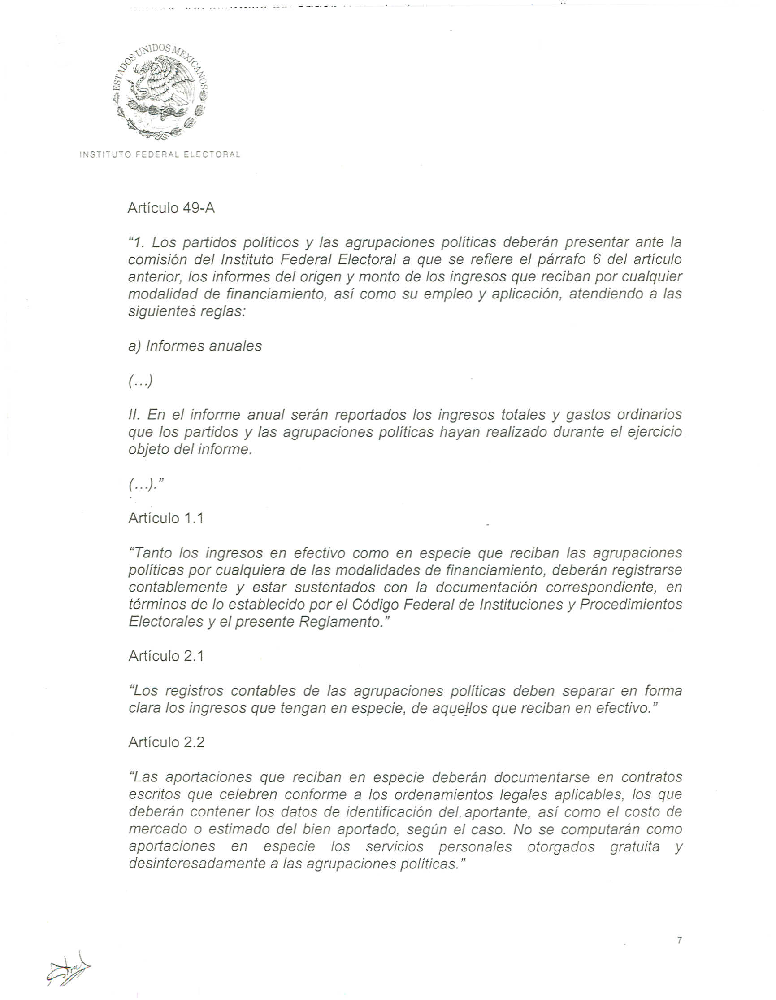 ESTADOS UNIDOS MEXICANOS
INSTITUTO FEDERAL ELECTORAL
Artículo 49-A
“1. Los partidos políticos y las agrupaciones políticas deberán presentar ante la
comisión del Instituto Federal Electoral a que se refiere el párrafo 6 del artículo
anterior, los informes del origen y monto de los ingresos que reciban por cualquier
modalidad de financiamiento, así como su empleo y aplicación, atendiendo a las
siguientes reglas:
a) Informes anuales
(...)
II. En el informe anual serán reportados los ingresos totales y gastos ordinarios
que los partidos y las agrupaciones políticas hayan realizado durante el ejercicio
objeto del informe.
(...).”
Artículo 1.1
“Tanto los ingresos en efectivo como en especie que reciban las agrupaciones
políticas por cualquiera de las modalidades de financiamiento, deberán registrarse
contablemente y estar sustentados con la documentación correspondiente, en
términos de lo establecido por el Código Federal de Instituciones y Procedimientos
Electorales y el presente Reglamento.”
Artículo 2.1
“Los registros contables de las agrupaciones políticas deben separar en forma
clara los ingresos que tengan en especie, de aquellos que reciban en efectivo.”
Artículo 2.2
“Las aportaciones que reciban en especie deberán documentarse en contratos
escritos que celebren conforme a los ordenamientos legales aplicables, los que
deberán contener los datos de identificación del aportante, así como el costo de
mercado o estimado del bien aportado, según el caso. No se computarán como
aportaciones en especie los servicios personales otorgados gratuita y
desinteresadamente a las agrupaciones políticas.”
7